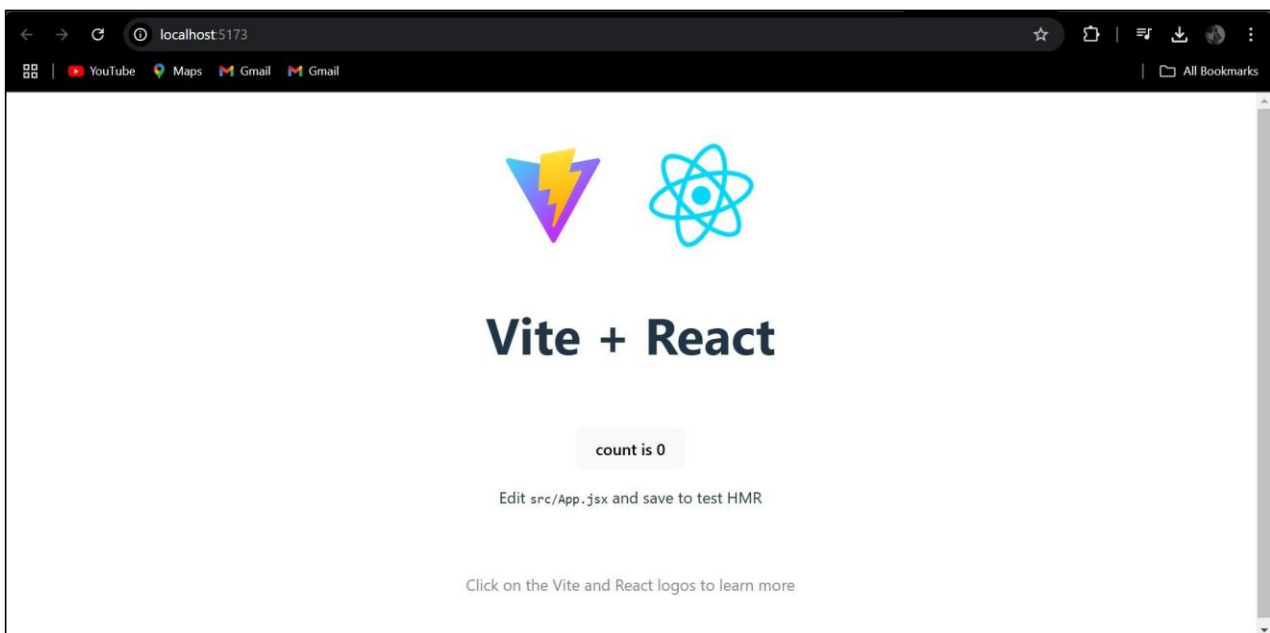 localhost:5173
YouTube Maps Gmail Gmail All Bookmarks
Vite + React
count is 0
Edit src/App.jsx and save to test HMR
Click on the Vite and React logos to learn more